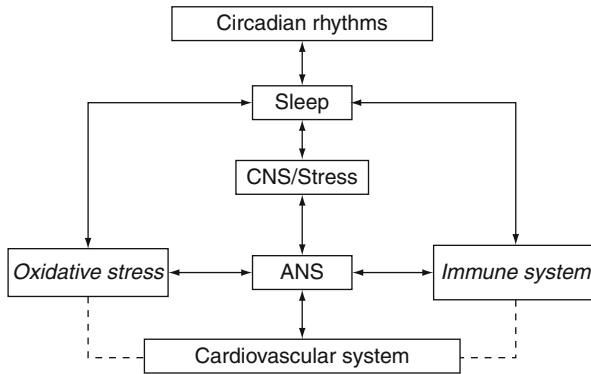 Circadian rhythms
Sleep
CNS/Stress
Oxidative stress
ANS
Immune system
Cardiovascular system